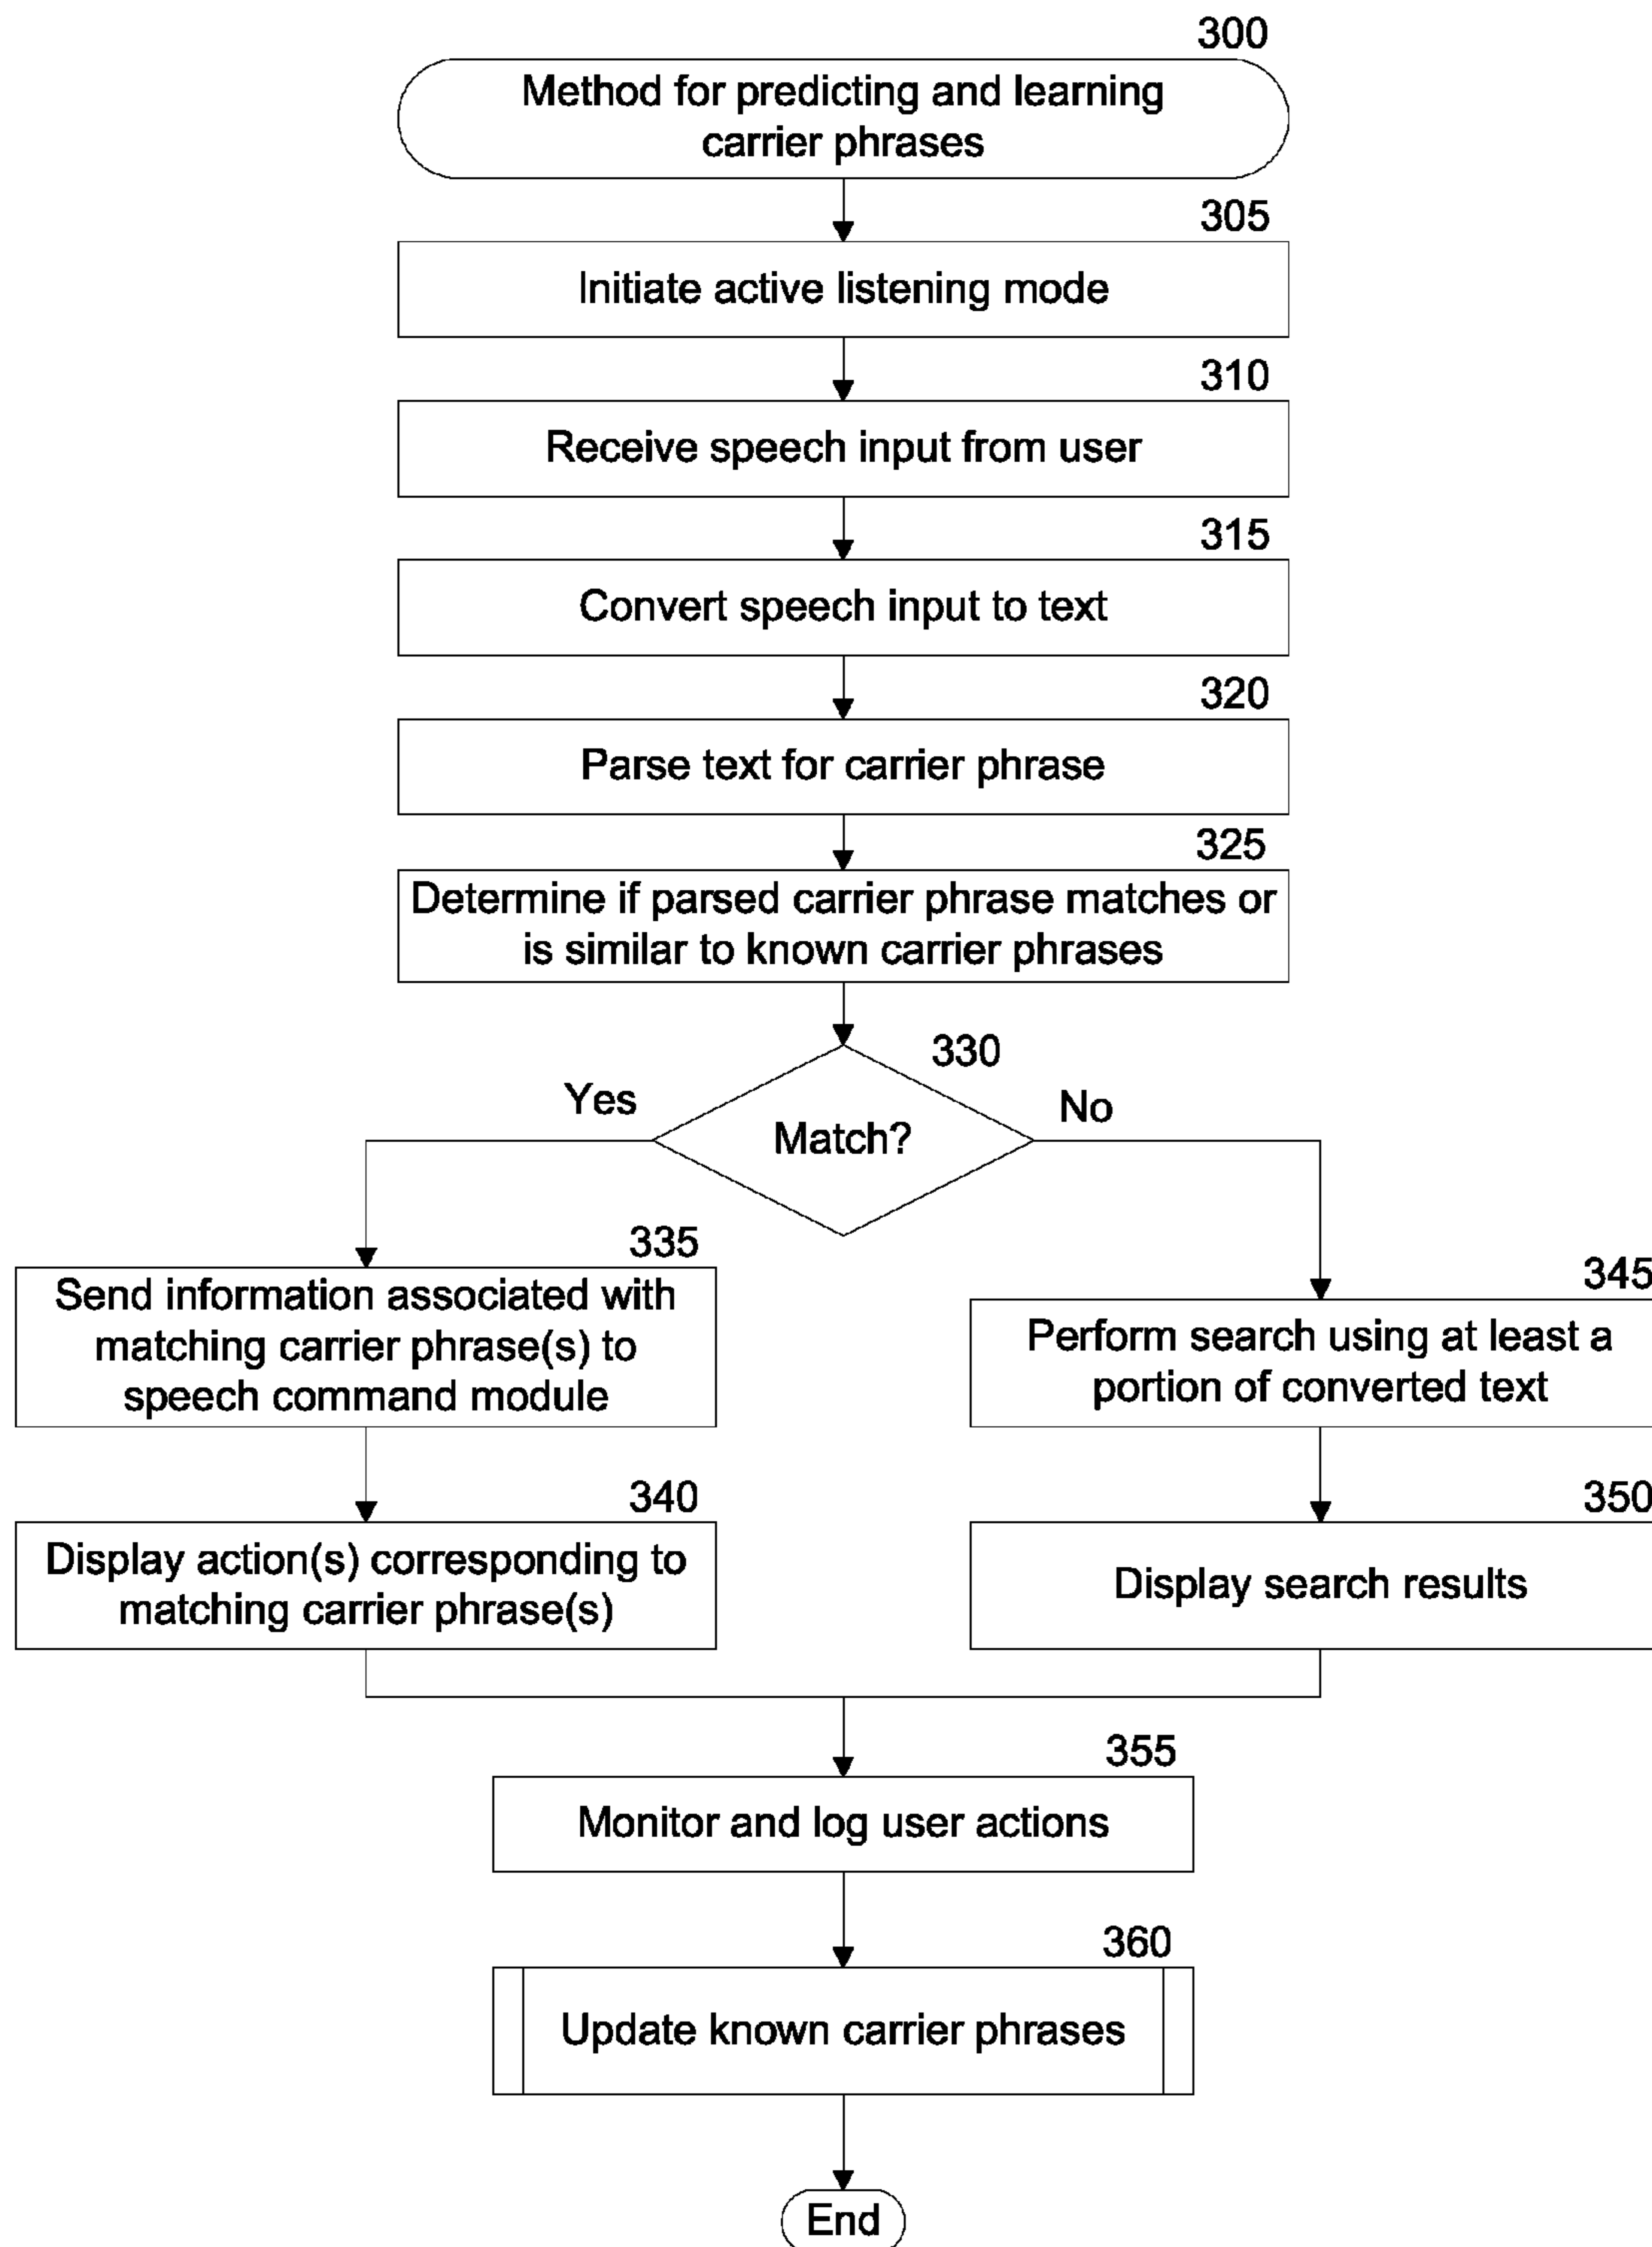 300
Method for predicting and learning
carrier phrases
305
Initiate active listening mode
310
Receive speech input from user
315
Convert speech input to text
320
Parse text for carrier phrase
325
Determine if parsed carrier phrase matches or
is similar to known carrier phrases
330
Yes
No
Match?
335
Send information associated with
matching carrier phrase(s) to
speech command module
345
Perform search using at least a
portion of converted text
340
Display action(s) corresponding to
matching carrier phrase(s)
350
Display search results
355
Monitor and log user actions
360
Update known carrier phrases
End